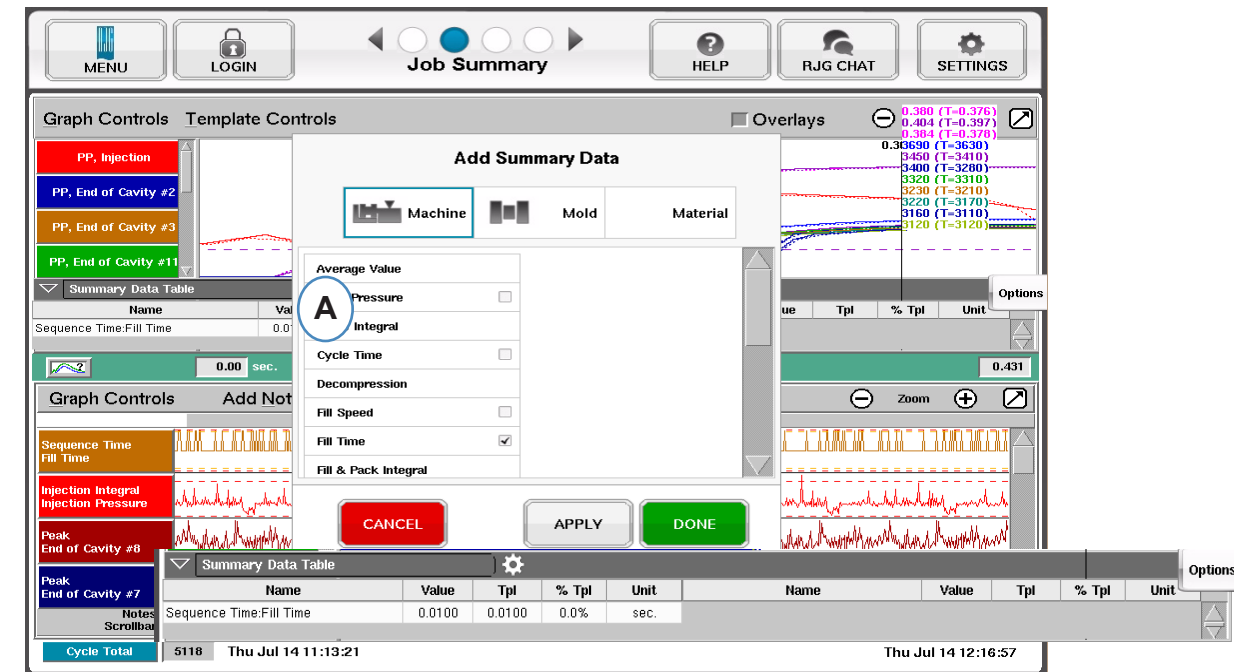 MENU
LOGIN
Job Summary
HELP
RJG CHAT
SETTINGS
Graph Controls Template Controls
Overlays
0.380 (T=0.376)
0.404 (T=0.397)
0.384 (T=0.378)
3690 (T=3630)
3450 (T=3410)
3400 (T=3280)
3320 (T=3310)
3230 (T=3210)
3220 (T=3170)
3160 (T=3110)
3120 (T=3120)
PP, Injection
PP, End of Cavity #2
PP, End of Cavity #3
PP, End of Cavity #11
Add Summary Data
Machine
Mold
Material
Average Value
A
Pressure
Integral
Cycle Time
Decompression
Fill Speed
Fill Time
Fill & Pack Integral
CANCEL
APPLY
DONE
Summary Data Table
Options
Name
Tpl % Tpl Unit
Sequence Time:Fill Time
0.00 sec.
0.431
Graph Controls
Zoom
Sequence Time
Fill Time
Injection Integral
Injection Pressure
Peak
End of Cavity #8
Peak
End of Cavity #7
Notes
Summary Data Table
Options
Name Value Tpl % Tpl Unit Name Value Tpl % Tpl Unit
Sequence Time:Fill Time 0.0100 0.0100 0.0% sec.
Cycle Total 5118 Thu Jul 14 11:13:21
Thu Jul 14 12:16:57